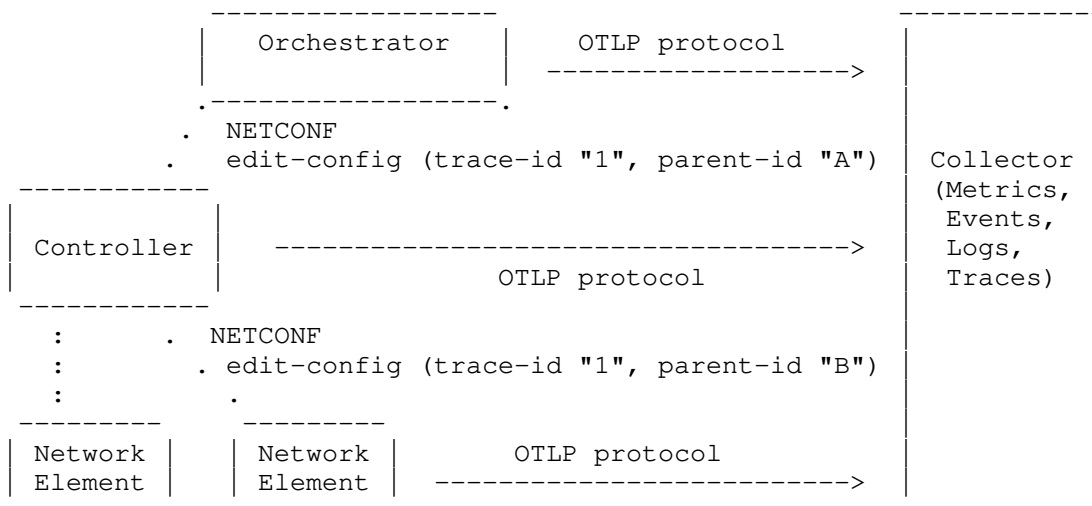 Orchestrator OTLP protocol
NETCONF
edit-config (trace-id "1", parent-id "A") Collector
(Metrics,
Events,
Controller Logs,
OTLP protocol Traces)
NETCONF
edit-config (trace-id "1", parent-id "B")
Network Network OTLP protocol
Element Element